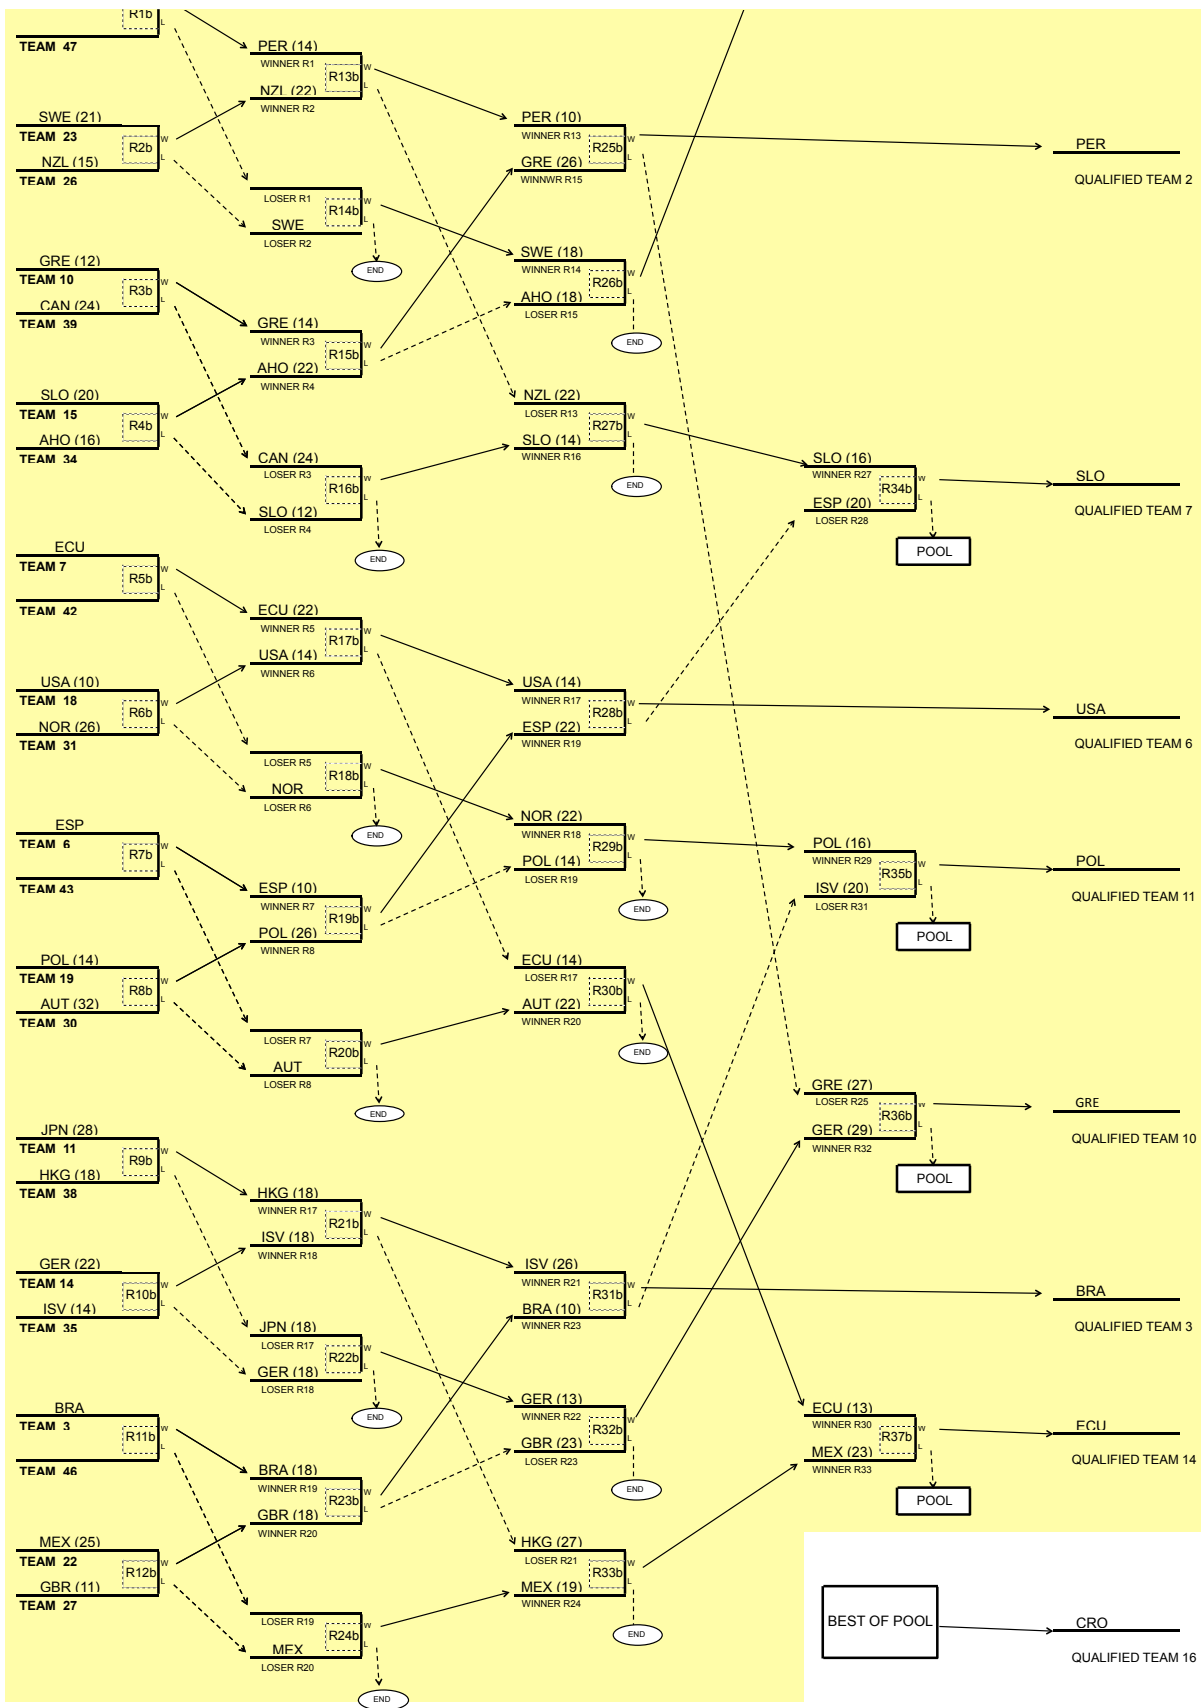 R1b
TEAM 47
SWE (21)
TEAM 23
NZL (15)
TEAM 26
R2b
W
L
GRE (12)
TEAM 10
CAN (24)
TEAM 39
R3b
W
L
SLO (20)
TEAM 15
AHO (16)
TEAM 34
R4b
W
L
ECU
TEAM 7
TEAM 42
R5b
W
L
USA (10)
TEAM 18
NOR (26)
TEAM 31
R6b
W
L
ESP
TEAM 6
TEAM 43
R7b
W
L
POL (14)
TEAM 19
AUT (32)
TEAM 30
R8b
W
L
JPN (28)
TEAM 11
HKG (18)
TEAM 38
R9b
W
L
GER (22)
TEAM 14
ISV (14)
TEAM 35
R10b
W
L
BRA
TEAM 3
TEAM 46
R11b
W
L
MEX (25)
TEAM 22
GBR (11)
TEAM 27
R12b
W
L
PER (14)
WINNER R1
NZL (22)
WINNER R2
R13b
W
L
LOSER R1
SWE
LOSER R2
R14b
W
L
END
GRE (14)
WINNER R3
AHO (22)
WINNER R4
R15b
W
L
CAN (24)
LOSER R3
SLO (12)
LOSER R4
R16b
W
L
END
ECU (22)
WINNER R5
USA (14)
WINNER R6
R17b
W
L
LOSER R5
NOR
LOSER R6
R18b
W
L
END
ESP (10)
WINNER R7
POL (26)
WINNER R8
R19b
W
L
LOSER R7
AUT
LOSER R8
R20b
W
L
END
HKG (18)
WINNER R17
ISV (18)
WINNER R18
R21b
W
L
JPN (18)
LOSER R17
GER (18)
LOSER R18
R22b
W
L
END
BRA (18)
WINNER R19
GBR (18)
WINNER R20
R23b
W
L
LOSER R19
MEX
LOSER R20
R24b
W
L
END
PER (10)
WINNER R13
GRE (26)
WINNWR R15
R25b
W
L
SWE (18)
WINNER R14
AHO (18)
LOSER R15
R26b
W
L
END
NZL (22)
LOSER R13
SLO (14)
WINNER R16
R27b
W
L
END
USA (14)
WINNER R17
ESP (22)
WINNER R19
R28b
W
L
NOR (22)
WINNER R18
POL (14)
LOSER R19
R29b
W
L
END
ECU (14)
LOSER R17
AUT (22)
WINNER R20
R30b
W
L
END
ISV (26)
WINNER R21
BRA (10)
WINNER R23
R31b
W
L
GER (13)
WINNER R22
GBR (23)
LOSER R23
R32b
W
L
END
HKG (27)
LOSER R21
MEX (19)
WINNER R24
R33b
W
L
END
SLO (16)
WINNER R27
ESP (20)
LOSER R28
R34b
W
L
POOL
POL (16)
WINNER R29
ISV (20)
LOSER R31
R35b
W
L
POOL
GRE (27)
LOSER R25
GER (29)
WINNER R32
R36b
W
L
POOL
ECU (13)
WINNER R30
MEX (23)
WINNER R33
R37b
W
L
POOL
BEST OF POOL
PER
QUALIFIED TEAM 2
SLO
QUALIFIED TEAM 7
USA
QUALIFIED TEAM 6
POL
QUALIFIED TEAM 11
GRE
QUALIFIED TEAM 10
BRA
QUALIFIED TEAM 3
ECU
QUALIFIED TEAM 14
CRO
QUALIFIED TEAM 16